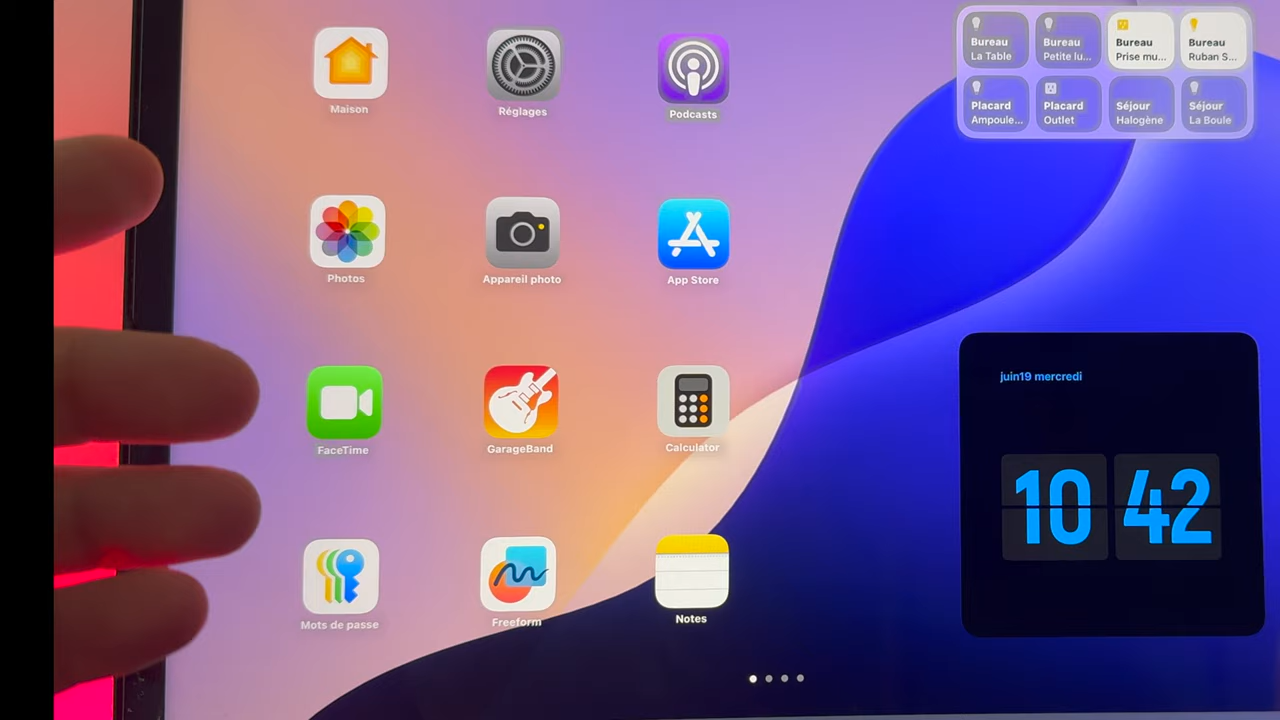 Maison
Réglages
Podcasts
Bureau
La Table
Bureau
Petite lu...
Bureau
Prise mu...
Bureau
Ruban S...
Placard
Ampoule...
Placard
Outlet
Séjour
Halogène
Séjour
La Boule
Photos
Appareil photo
App Store
juin19 mercredi
10 42
FaceTime
GarageBand
Calculator
Mots de passe
Freeform
Notes